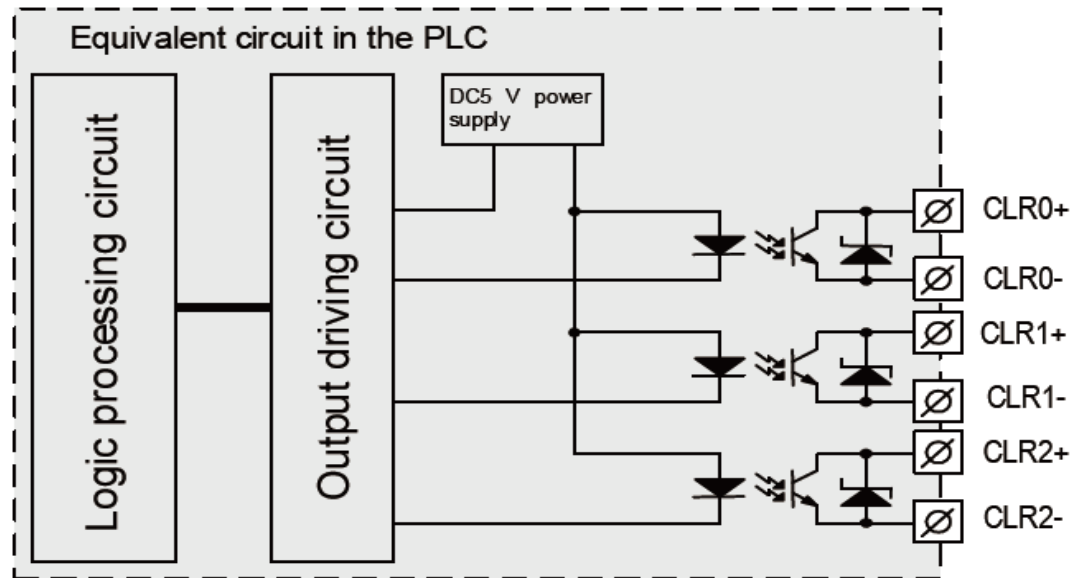 Equivalent circuit in the PLC
Logic processing circuit
Output driving circuit
DC5 V power
supply
CLR0+
CLR0-
CLR1+
CLR1-
CLR2+
CLR2-